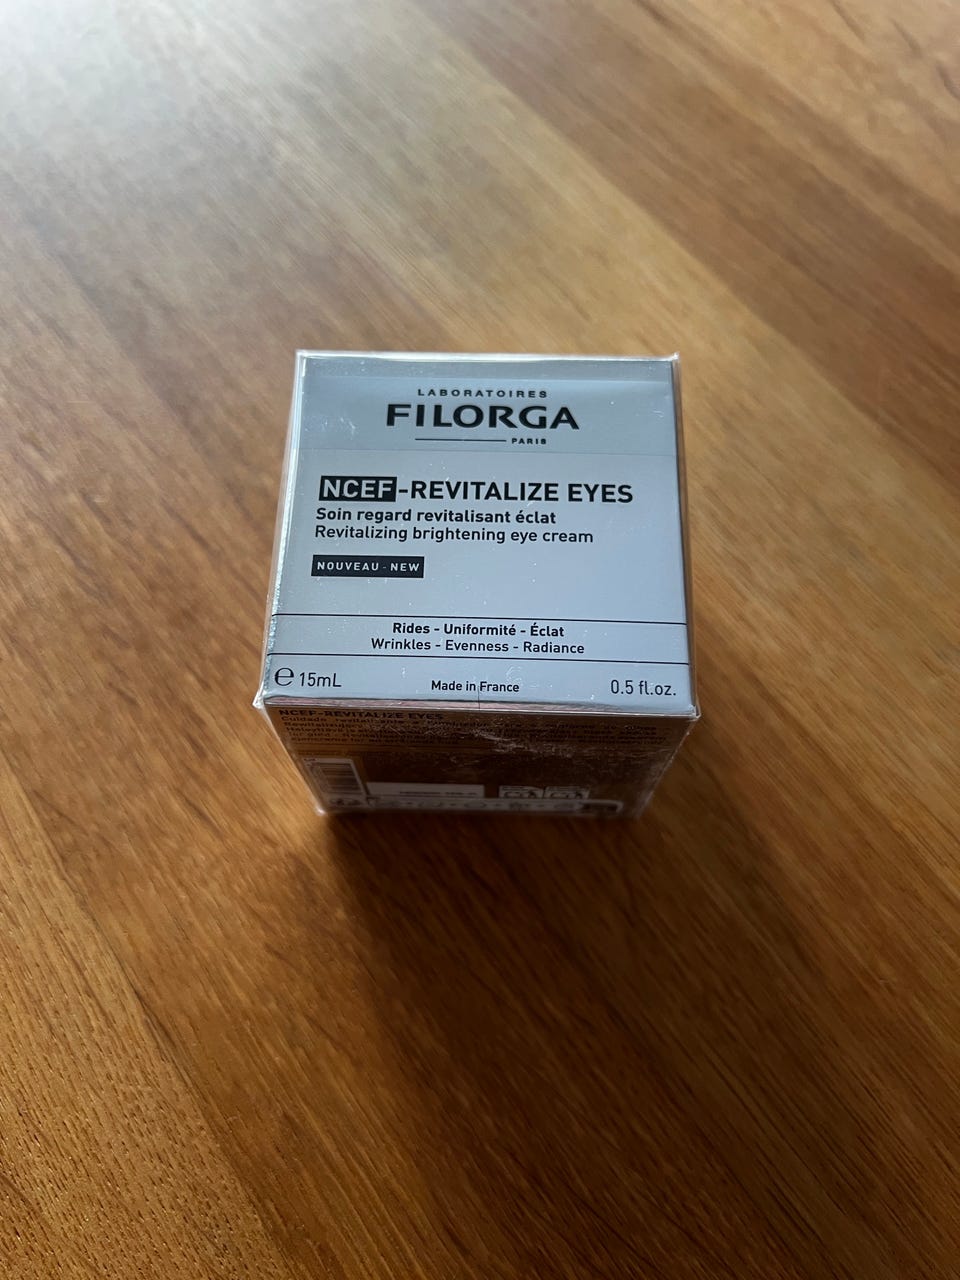 LABORATOIRES
FILORGA
PARIS
NCEF-REVITALIZE EYES
Soin regard revitalisant éclat
Revitalizing brightening eye cream
NOUVEAU - NEW
Rides - Uniformité - Éclat
Wrinkles - Evenness - Radiance
℮ 15mL
Made in France
0.5 fl.oz.
NCEF-REVITALIZE EYES